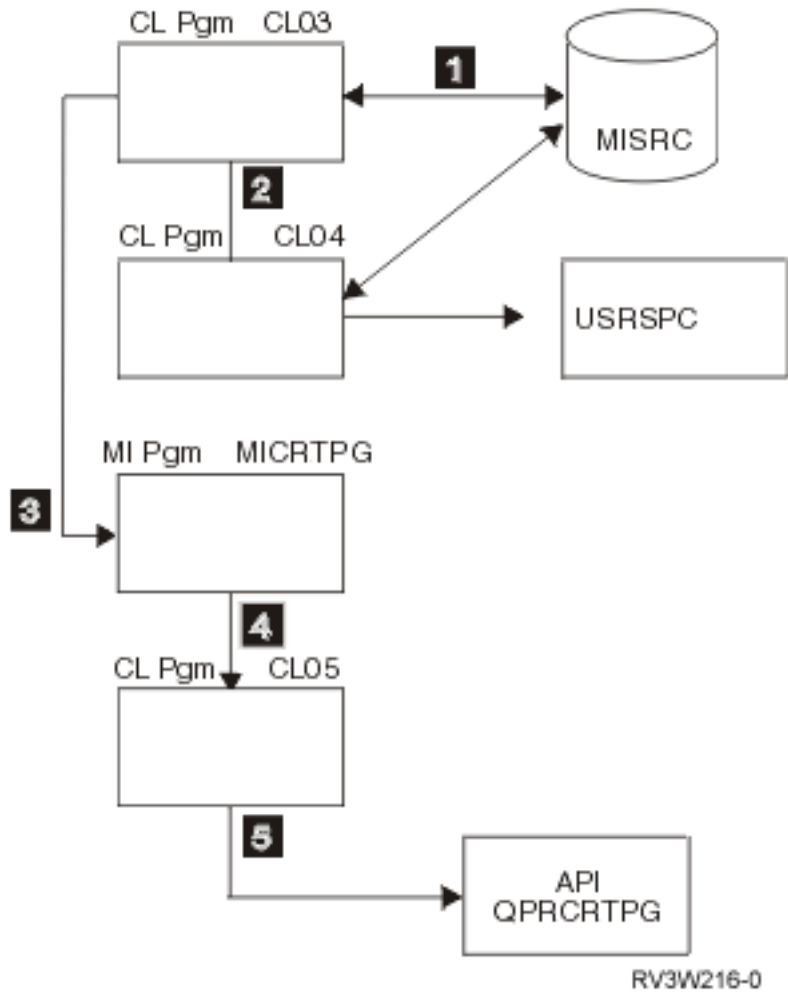 CL Pgm CL03
1
MISRC
2
CL Pgm CL04
USRSPC
MI Pgm MICRTPG
3
4
CL Pgm CL05
5
API
QPRCRTPG
RV3W216-0